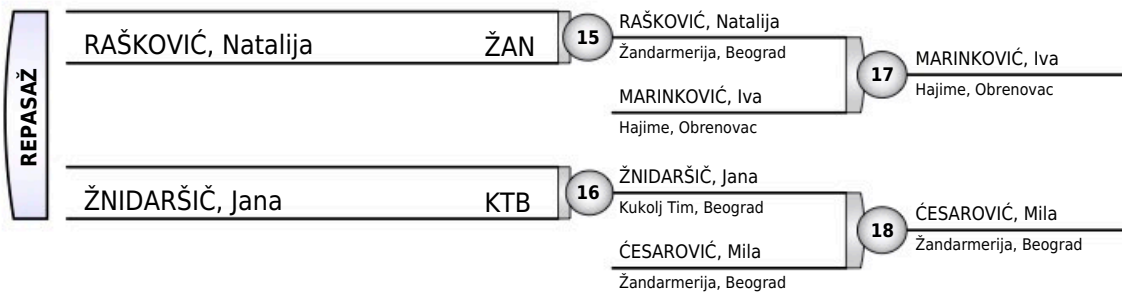 REPASAŽ
RAŠKOVIĆ, Natalija ŽAN
15
RAŠKOVIĆ, Natalija
Žandarmerija, Beograd
MARINKOVIĆ, Iva
Hajime, Obrenovac
17
MARINKOVIĆ, Iva
Hajime, Obrenovac
ŽNIDARŠIČ, Jana KTB
16
ŽNIDARŠIČ, Jana
Kukolj Tim, Beograd
ĆESAROVIĆ, Mila
Žandarmerija, Beograd
18
ĆESAROVIĆ, Mila
Žandarmerija, Beograd